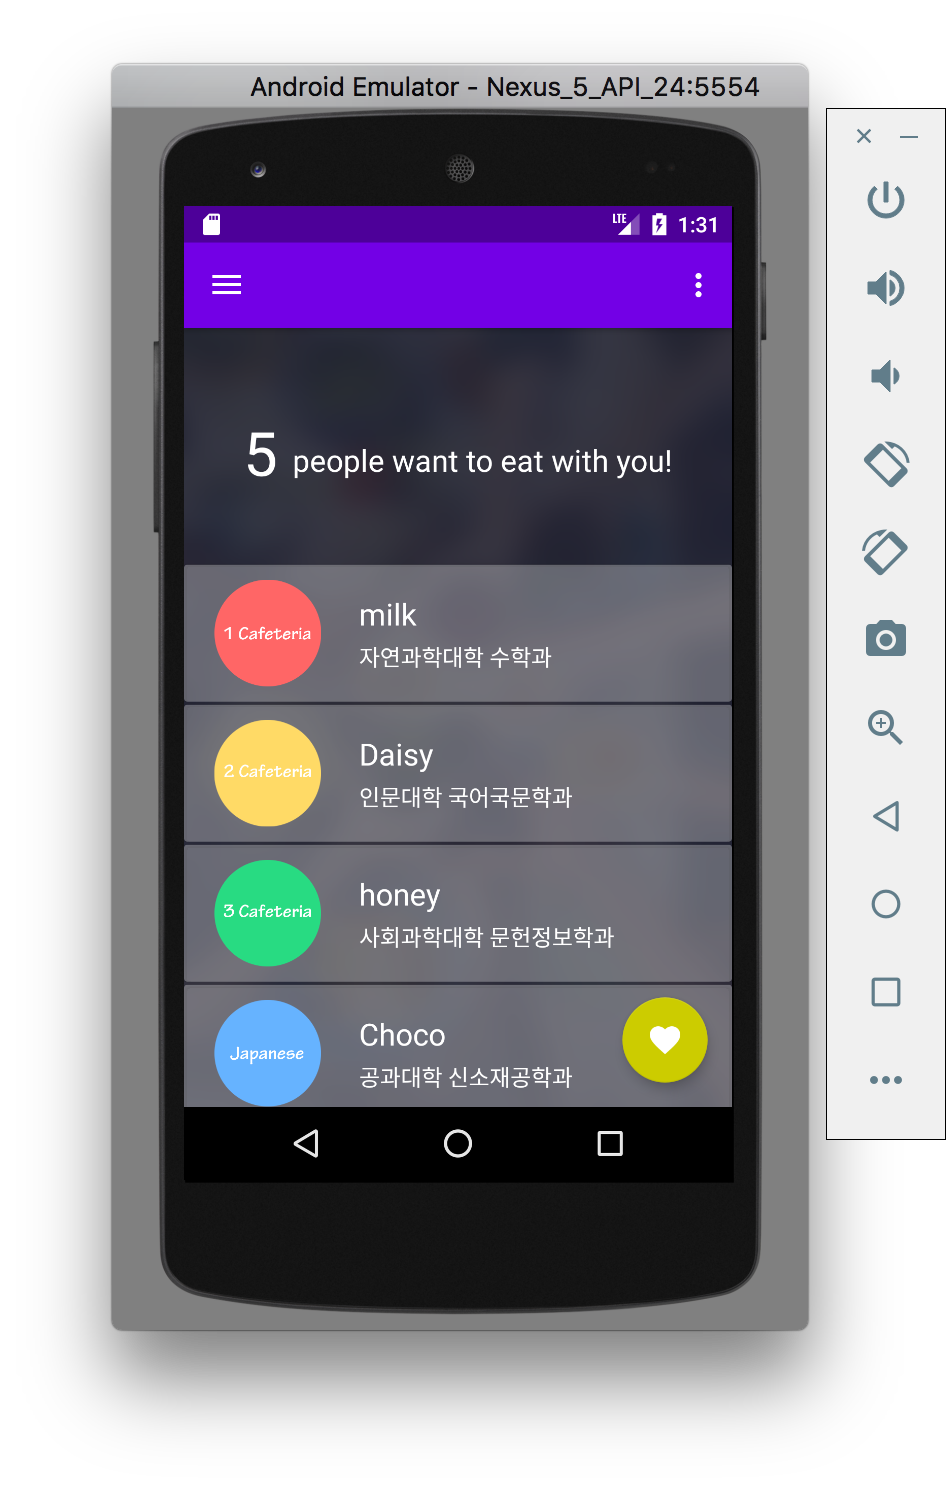 Android Emulator - Nexus_5_API_24:5554
LTE 1:31
5 people want to eat with you!
1 Cafeteria
milk
자연과학대학 수학과
2 Cafeteria
Daisy
인문대학 국어국문학과
3 Cafeteria
honey
사회과학대학 문헌정보학과
Japanese
Choco
공과대학 신소재공학과